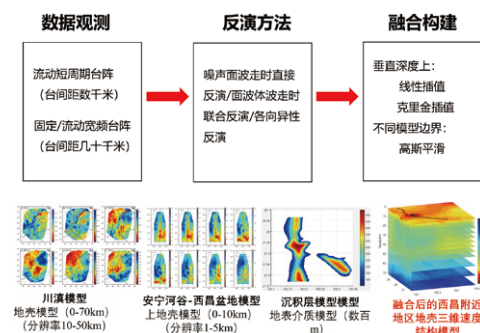 数据观测
反演方法
融合构建
流动短周期台阵
（台间距数千米）
固定/流动宽频台阵
（台间距几十千米）
噪声面波走时直接
反演/面波体波走时
联合反演/各向异性
反演
垂直深度上：
线性插值
克里金插值
不同模型边界：
高斯平滑
川滇模型
地壳模型（0-70km）
（分辨率10-50km）
安宁河谷-西昌盆地模型
上地壳模型（0-10km）
（分辨率1-5km）
沉积层模型模型
地表介质模型（数百
m）
融合后的西昌附近
地区地壳三维速度
结构模型